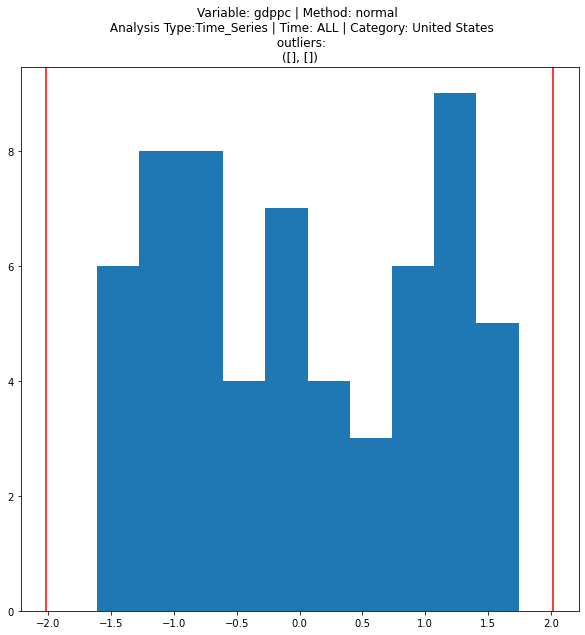 Variable: gdppc | Method: normal
Analysis Type:Time_Series | Time: ALL | Category: United States
outliers:
([], [])
8
6
4
2
0
−2.0 −1.5 −1.0 −0.5 0.0 0.5 1.0 1.5 2.0